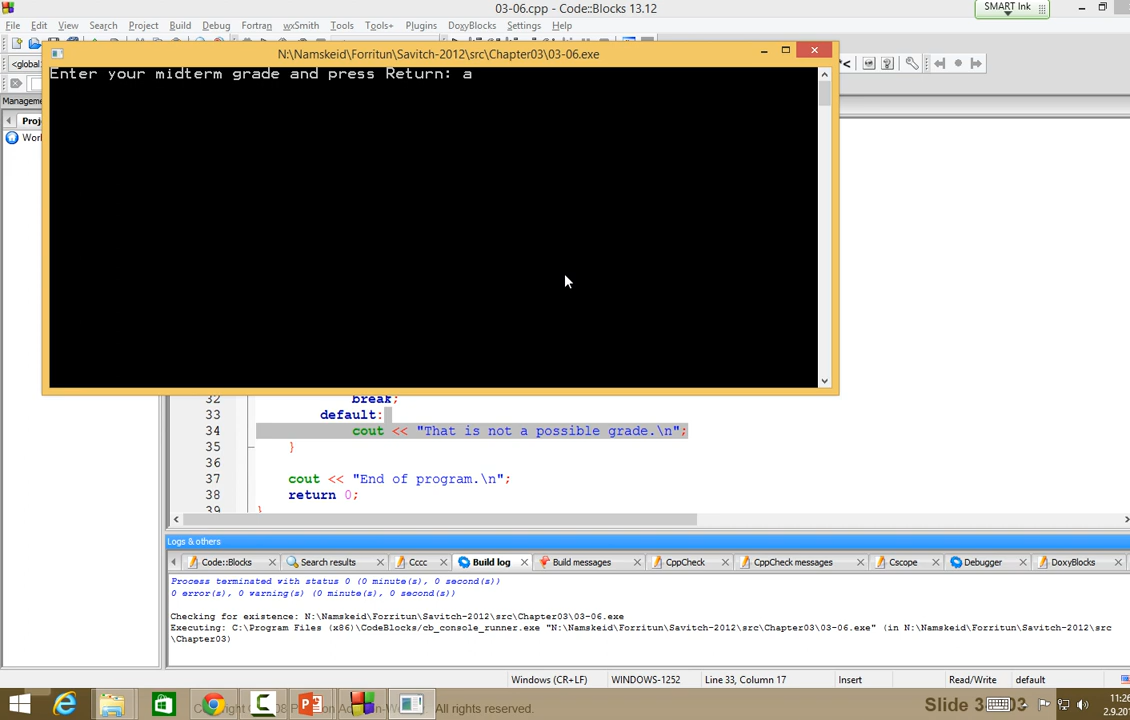 03-06.cpp - Code::Blocks 13.12
SMART Ink
File Edit View Search Project Build Debug Fortran wxSmith Tools Tools+ Plugins DoxyBlocks Settings Help
N:\Namskeid\Forritun\Savitch-2012\src\Chapter03\03-06.exe
<global
Enter your midterm grade and press Return: a
Manageme
Proj
Work
32 break;
33 default:
34 cout << "That is not a possible grade.\n";
35 }
36
37 cout << "End of program.\n";
38 return 0;
39 }
Logs & others
Code::Blocks Search results Cccc Build log Build messages CppCheck CppCheck messages Cscope Debugger DoxyBlocks
Process terminated with status 0 (0 minute(s), 0 second(s))
0 error(s), 0 warning(s) (0 minute(s), 0 second(s))
Checking for existence: N:\Namskeid\Forritun\Savitch-2012\src\Chapter03\03-06.exe
Executing: C:\Program Files (x86)\CodeBlocks/cb_console_runner.exe "N:\Namskeid\Forritun\Savitch-2012\src\Chapter03\03-06.exe" (in N:\Namskeid\Forritun\Savitch-2012\src
\Chapter03)
Windows (CR+LF) WINDOWS-1252 Line 33, Column 17 Insert Read/Write default
All rights reserved.
Slide 3
03
11:26
2.9.201